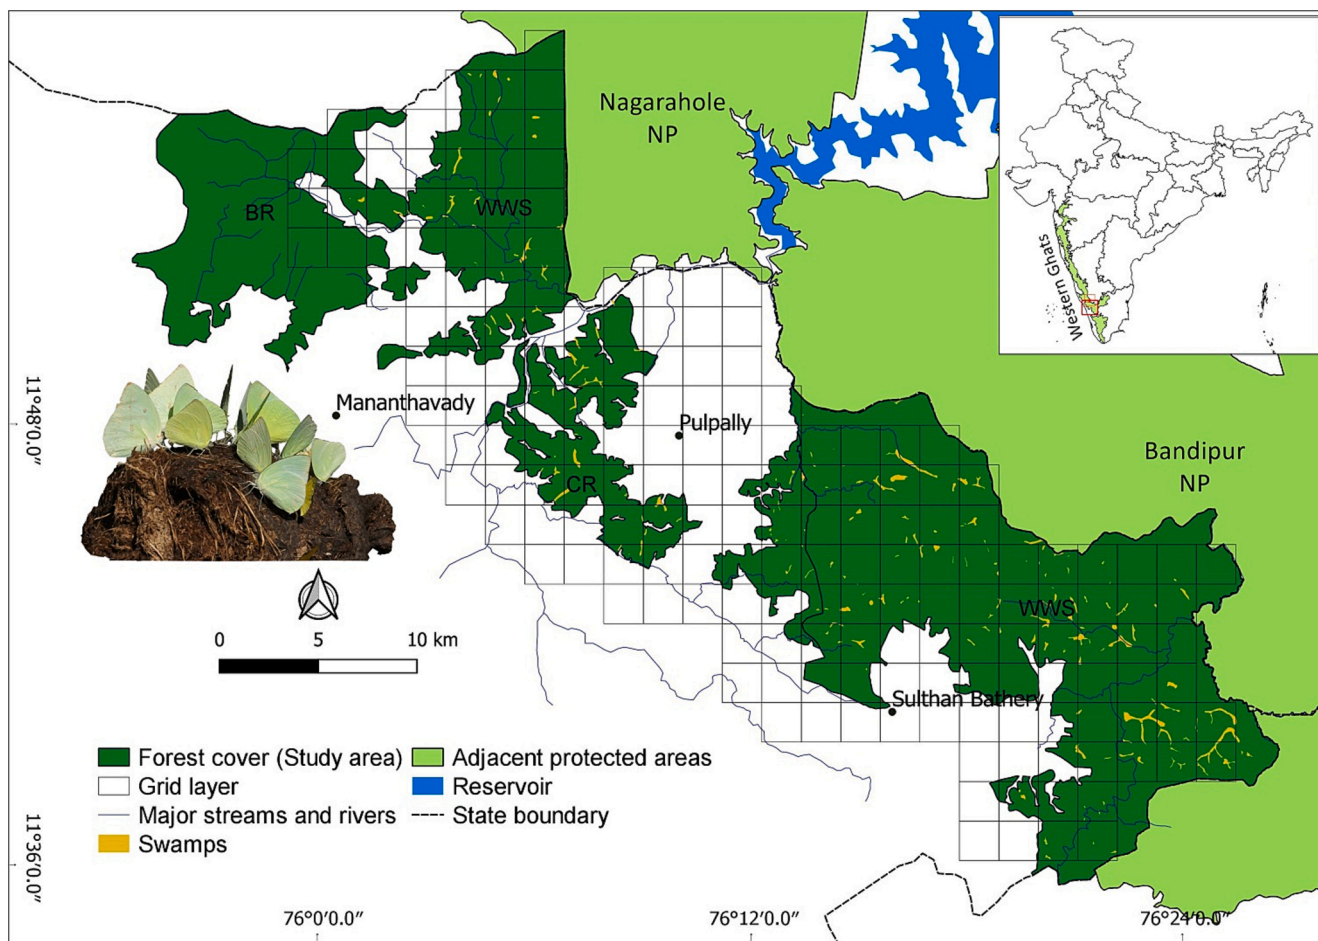 Nagarahole
NP
Western Ghats
BR
WWS
11°48′0.0″
Mananthavady
Pulpally
Bandipur
NP
CR
WWS
0 5 10 km
Sulthan Bathery
Forest cover (Study area)
Adjacent protected areas
Grid layer
Reservoir
Major streams and rivers
State boundary
Swamps
11°36′0.0″
76°0′0.0″
76°12′0.0″
76°24′0.0″